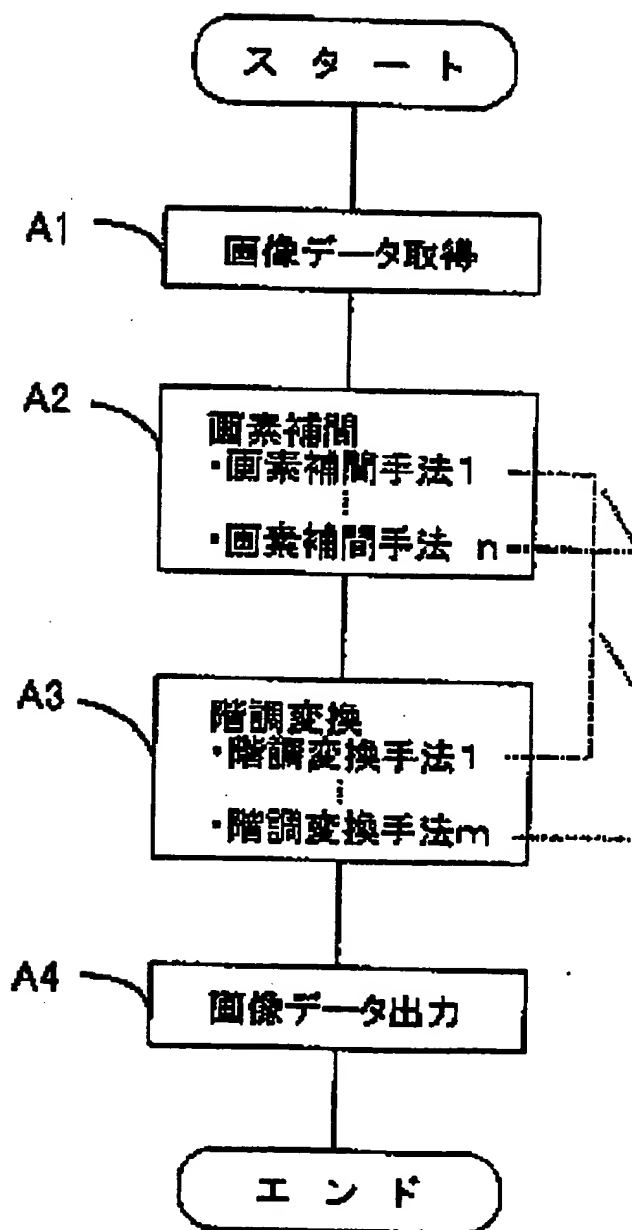 スタート
A1
画像データ取得
A2
画素補間
・画素補間手法1
・画素補間手法 n
A3
階調変換
・階調変換手法1
・階調変換手法m
A4
画像データ出力
エンド